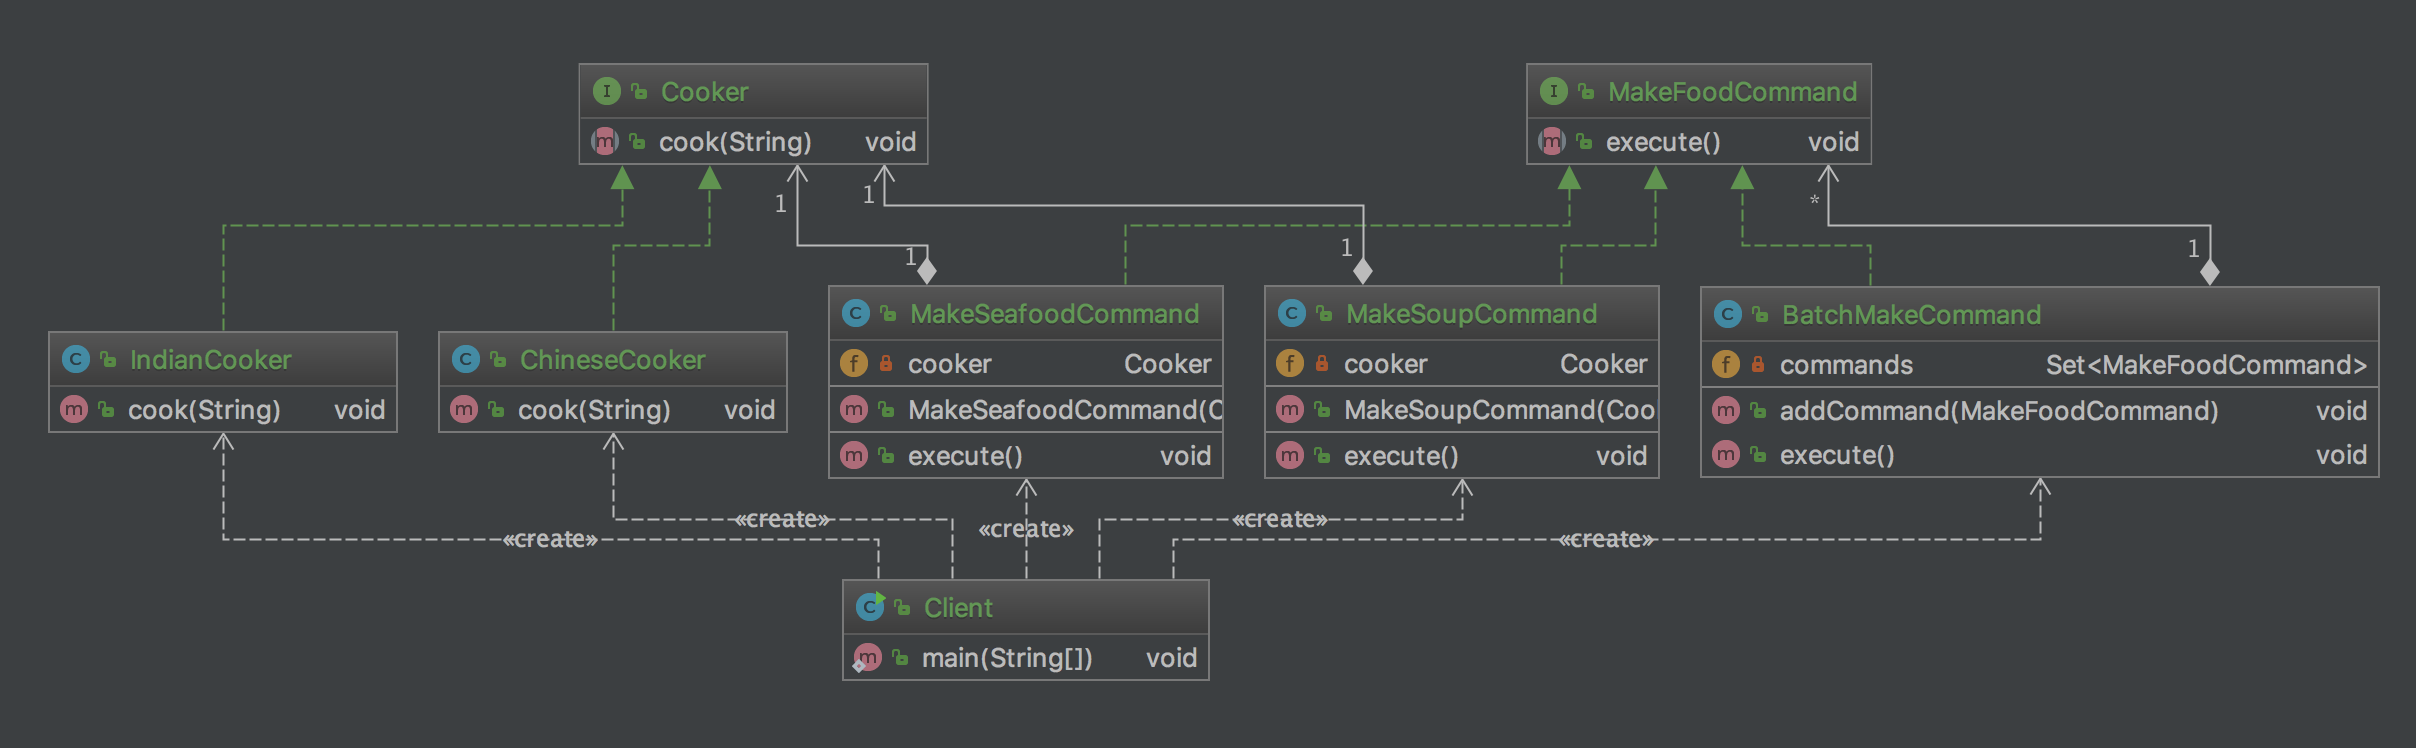 Cooker
cook(String) void
MakeFoodCommand
execute() void
1
1
*
1
1
1
IndianCooker
cook(String) void
ChineseCooker
cook(String) void
MakeSeafoodCommand
cooker Cooker
MakeSeafoodCommand(C
execute() void
MakeSoupCommand
cooker Cooker
MakeSoupCommand(Coo
execute() void
BatchMakeCommand
commands Set<MakeFoodCommand>
addCommand(MakeFoodCommand) void
execute() void
«create»
«create»
«create»
«create»
«create»
Client
main(String[]) void